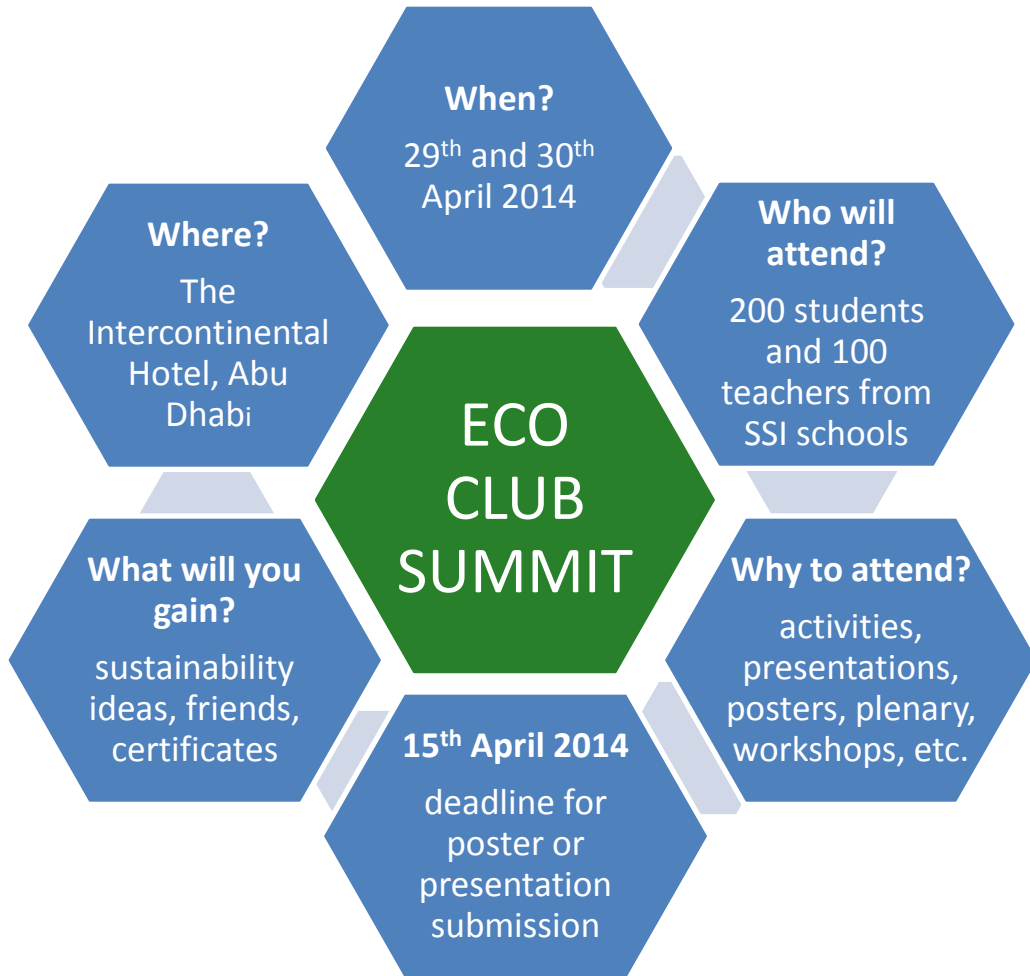 When?
29th and 30th
April 2014
Who will
attend?
200 students
and 100
teachers from
SSI schools
Why to attend?
activities,
presentations,
posters, plenary,
workshops, etc.
15th April 2014
deadline for
poster or
presentation
submission
What will you
gain?
sustainability
ideas, friends,
certificates
Where?
The
Intercontinental
Hotel, Abu
Dhabi
ECO
CLUB
SUMMIT